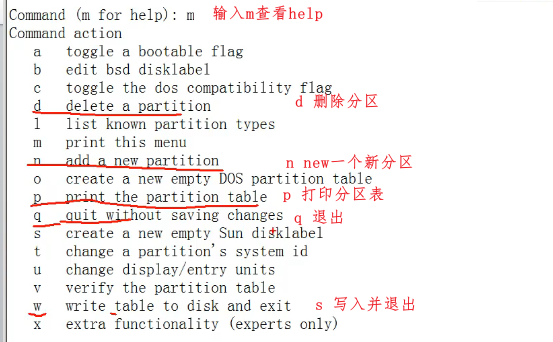 Command (m for help): m 输入m查看help
Command action
a toggle a bootable flag
b edit bsd disklabel
c toggle the dos compatibility flag
d delete a partition d 删除分区
l list known partition types
m print this menu
n add a new partition n new一个新分区
o create a new empty DOS partition table
p print the partition table p 打印分区表
q quit without saving changes q 退出
s create a new empty Sun disklabel
t change a partition's system id
u change display/entry units
v verify the partition table
w write table to disk and exit s 写入并退出
x extra functionality (experts only)